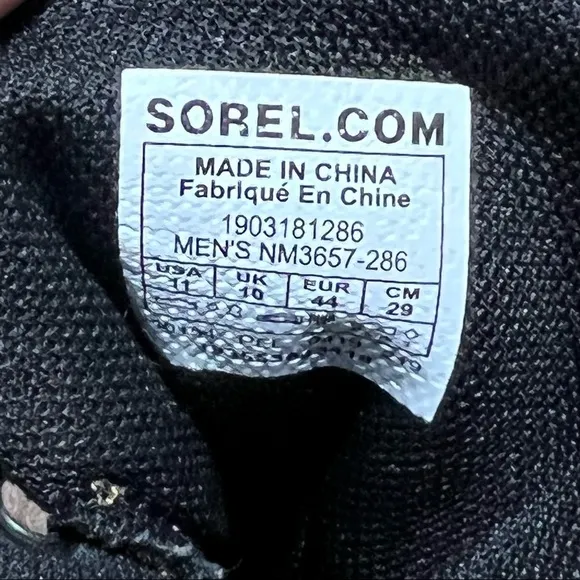 SOREL.COM
MADE IN CHINA
Fabriqué En Chine
1903181286
MEN'S NM3657-286
USA UK EUR CM
11 10 44 29